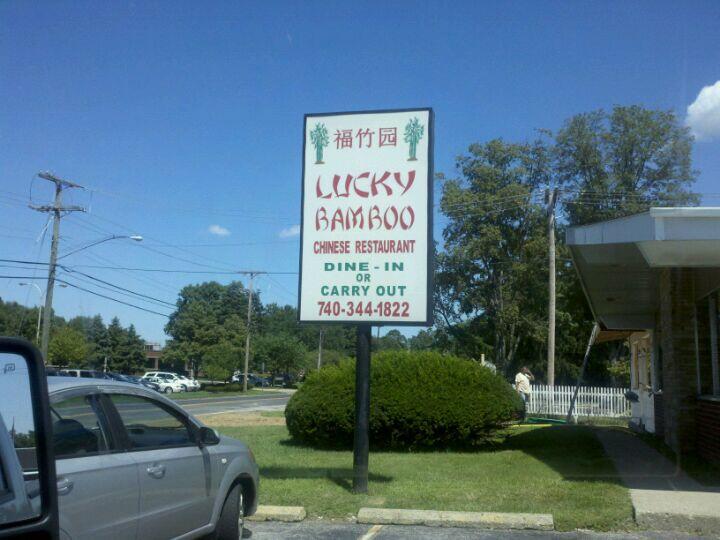 福竹园
LUCKY
BAMBOO
CHINESE RESTAURANT
DINE-IN
OR
CARRY OUT
740-344-1822